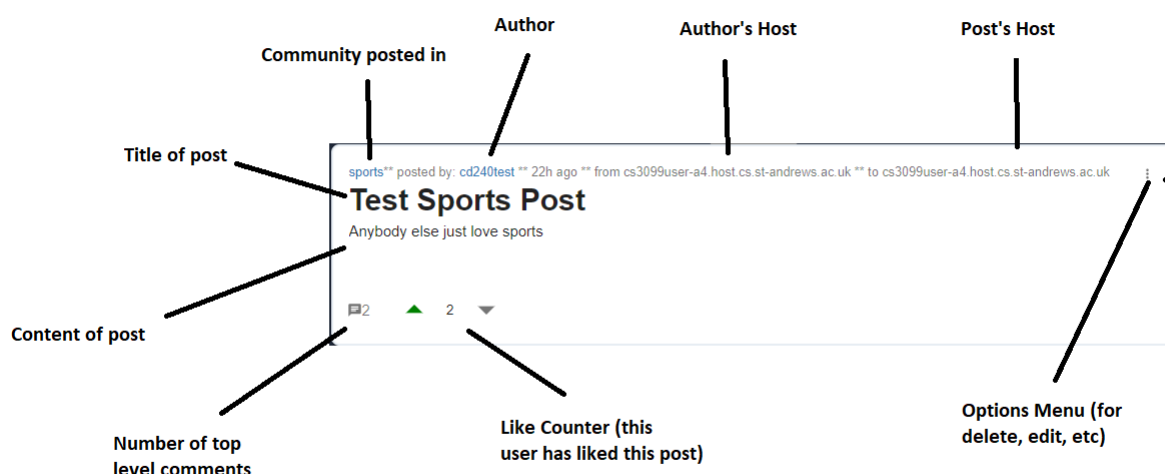 Author
Author's Host
Post's Host
Community posted in
Title of post
sports** posted by: cd240test ** 22h ago ** from cs3099user-a4.host.cs.st-andrews.ac.uk ** to cs3099user-a4.host.cs.st-andrews.ac.uk
Test Sports Post
Anybody else just love sports
2
2
Content of post
Number of top
level comments
Like Counter (this
user has liked this post)
Options Menu (for
delete, edit, etc)